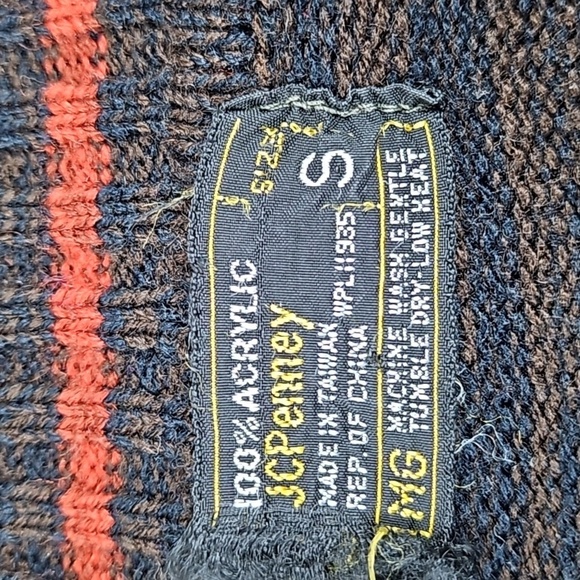 100% ACRYLIC
JCPenney
MADE IN TAIWAN WPL11935
REP. OF CHINA
SIZE
S
MG
MACHINE WASH GENTLE
TUMBLE DRY-LOW HEAT